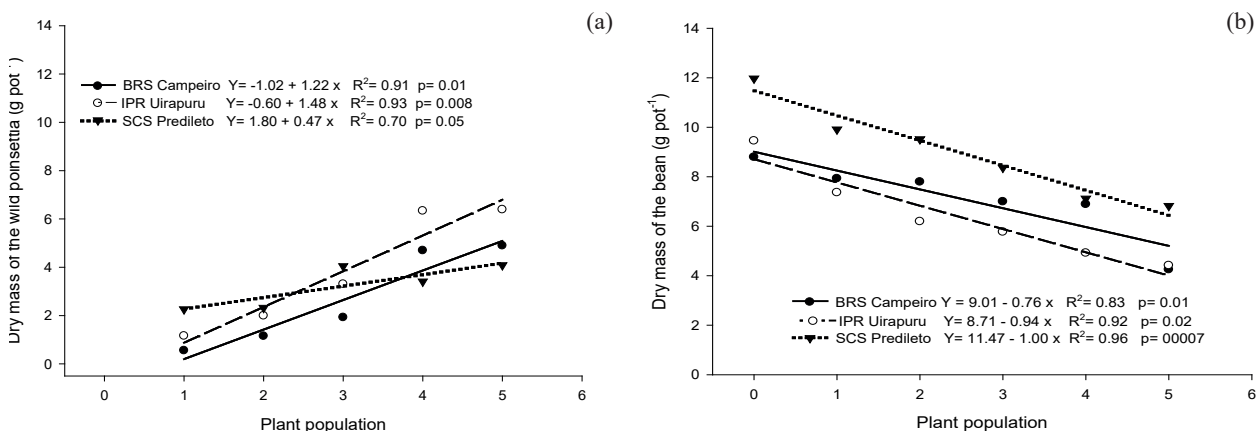 (a)
14
12
10
8
6
4
2
0
Dry mass of the wild poinsettia (g pot
BRS Campeiro Y= -1.02 + 1.22 x R²= 0.91 p= 0.01
IPR Uirapuru Y= -0.60 + 1.48 x R²= 0.93 p= 0.008
SCS Predileto Y= 1.80 + 0.47 x R²= 0.70 p= 0.05
0 1 2 3 4 5 6
Plant population
(b)
14
12
10
8
6
4
2
0
Dry mass of the bean (g pot⁻¹)
BRS Campeiro Y = 9.01 - 0.76 x R²= 0.83 p= 0.01
IPR Uirapuru Y= 8.71 - 0.94 x R²= 0.92 p= 0.02
SCS Predileto Y= 11.47 - 1.00 x R²= 0.96 p= 00007
0 1 2 3 4 5 6
Plant population